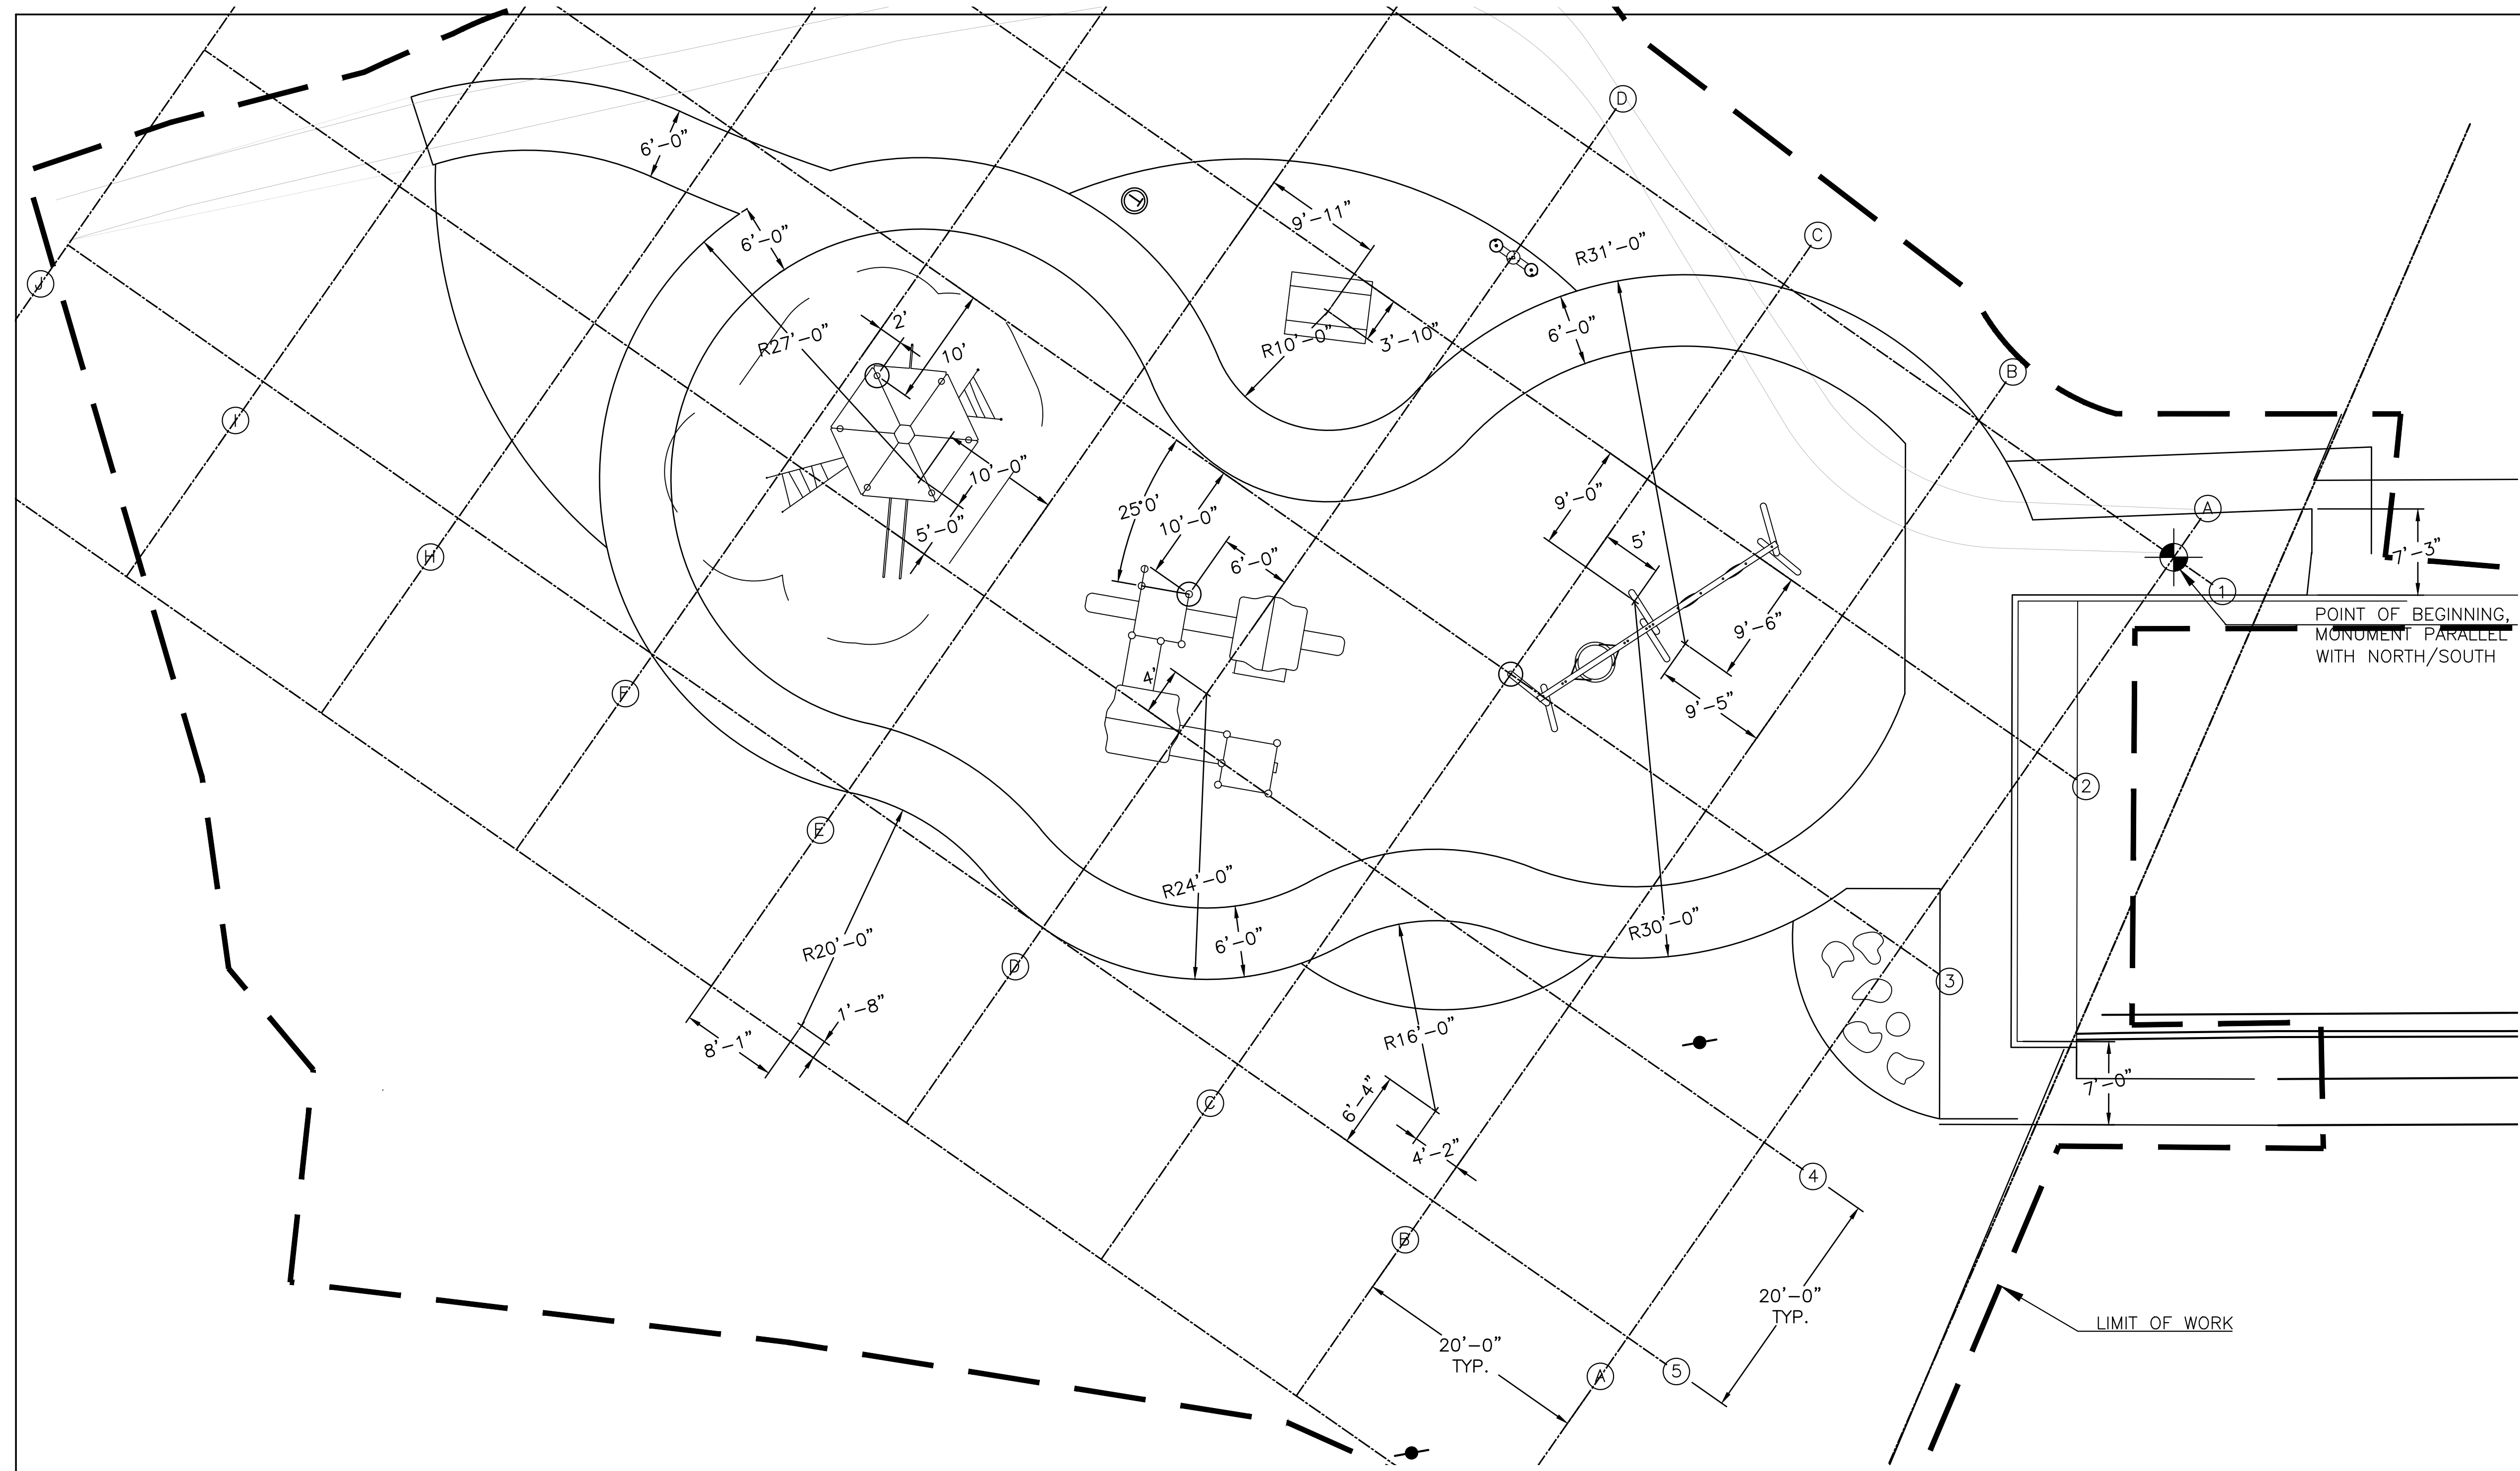 D
6'-0"
9'-11"
C
R31'-0"
6'-0"
J
2'
R27'-0"
10'
R10'-0"
3'-10"
6'-0"
B
I
10'-0"
9'-0"
25°0'
10'-0"
A
5'-0"
5'
7'-3"
H
6'-0"
1
POINT OF BEGINNING,
MONUMENT PARALLEL
WITH NORTH/SOUTH
9'-6"
4'
F
9'-5"
2
E
R24'-0"
R30'-0"
R20'-0"
6'-0"
D
3
1'-8"
8'-1"
R16'-0"
7'-0"
6'-4"
C
4'-2"
4
B
20'-0"
TYP.
LIMIT OF WORK
20'-0"
TYP.
A
5